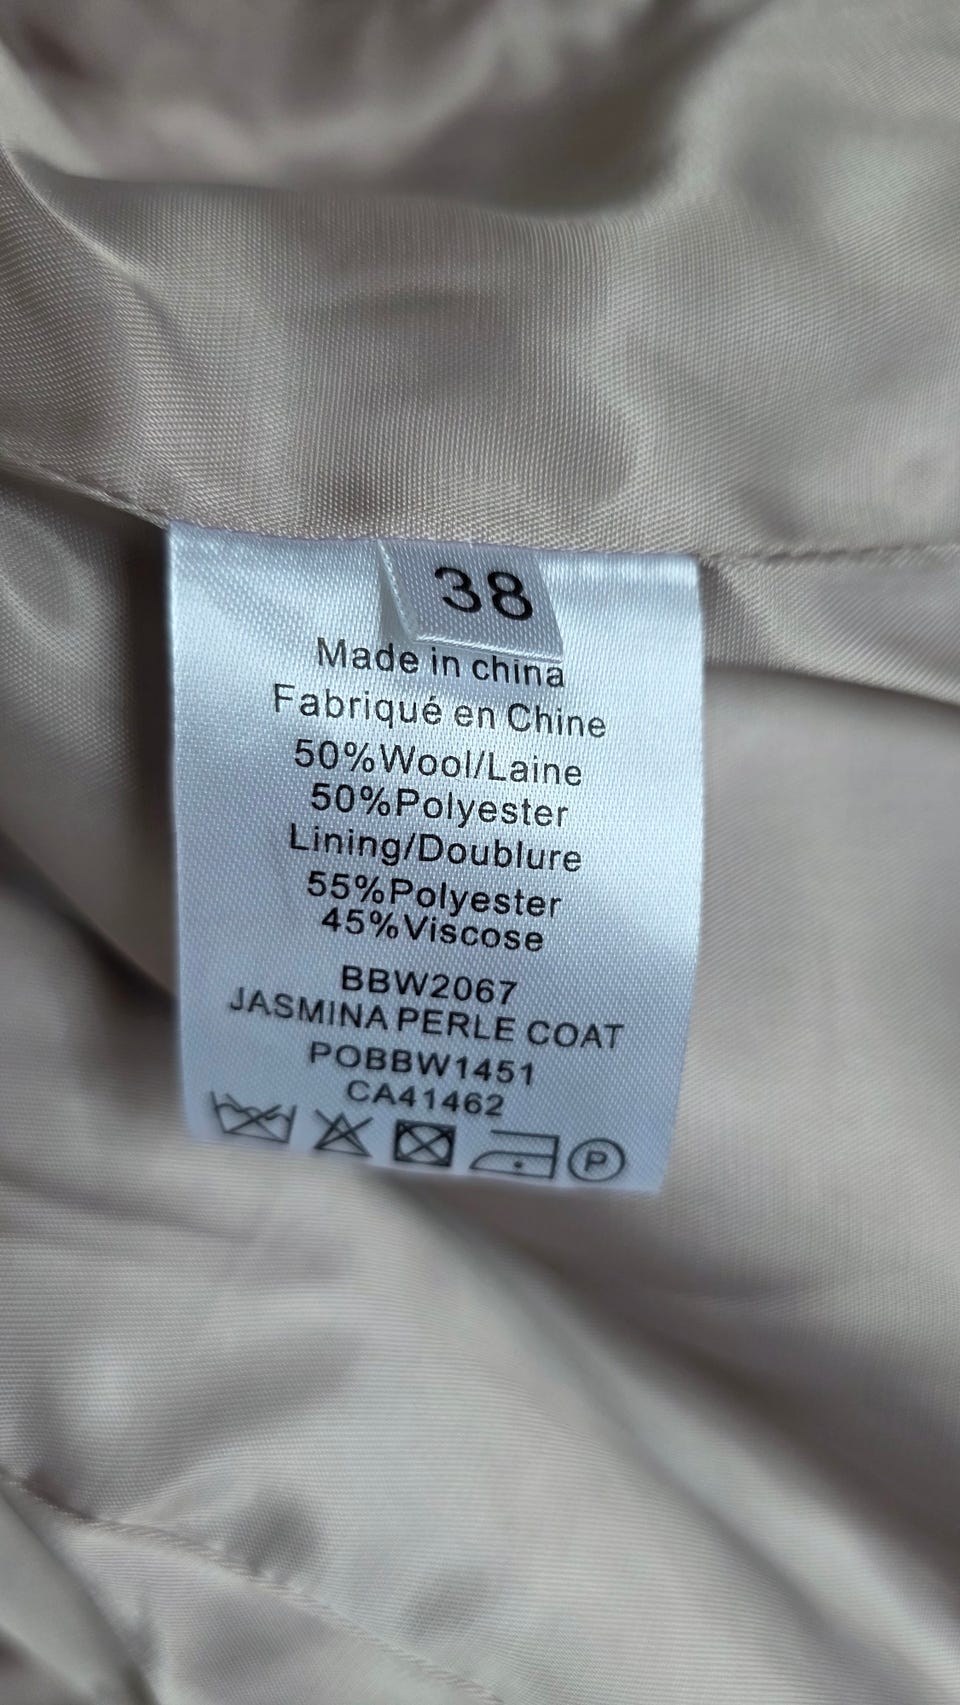 38
Made in china
Fabriqué en Chine
50%Wool/Laine
50%Polyester
Lining/Doublure
55%Polyester
45%Viscose
BBW2067
JASMINA PERLE COAT
POBBW1451
CA41462
P